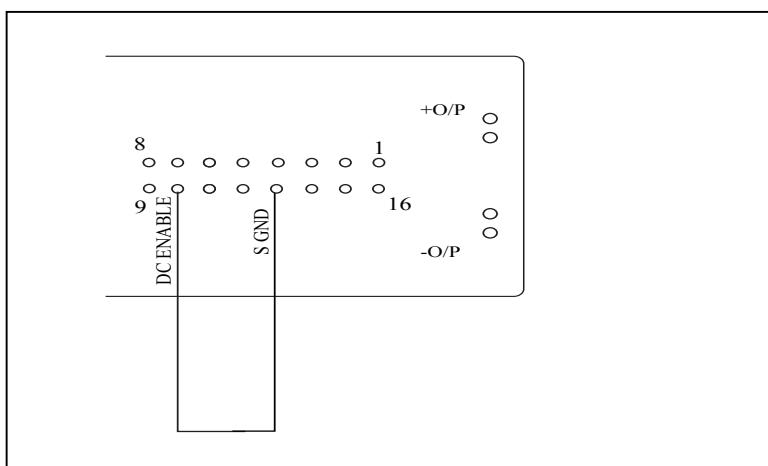 +O/P
8
1
9
16
DC ENABLE
S GND
-O/P